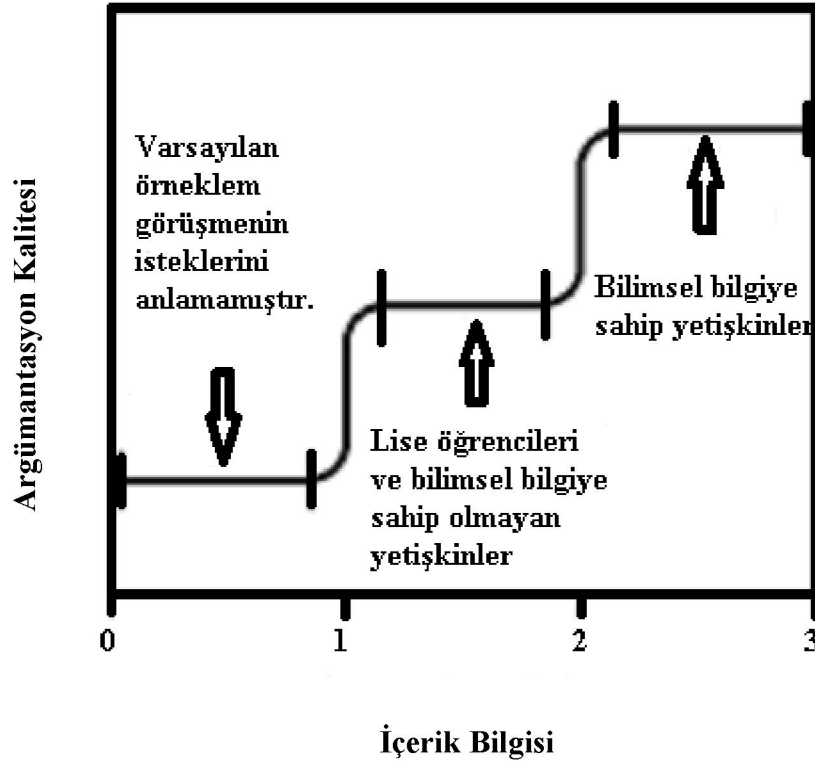 Argümantasyon Kalitesi
Varsayılan
örneklem
görüşmenin
isteklerini
anlamamıştır.
Bilimsel bilgiye
sahip yetişkinler
Lise öğrencileri
ve bilimsel bilgiye
sahip olmayan
yetişkinler
0 1 2 3
İçerik Bilgisi